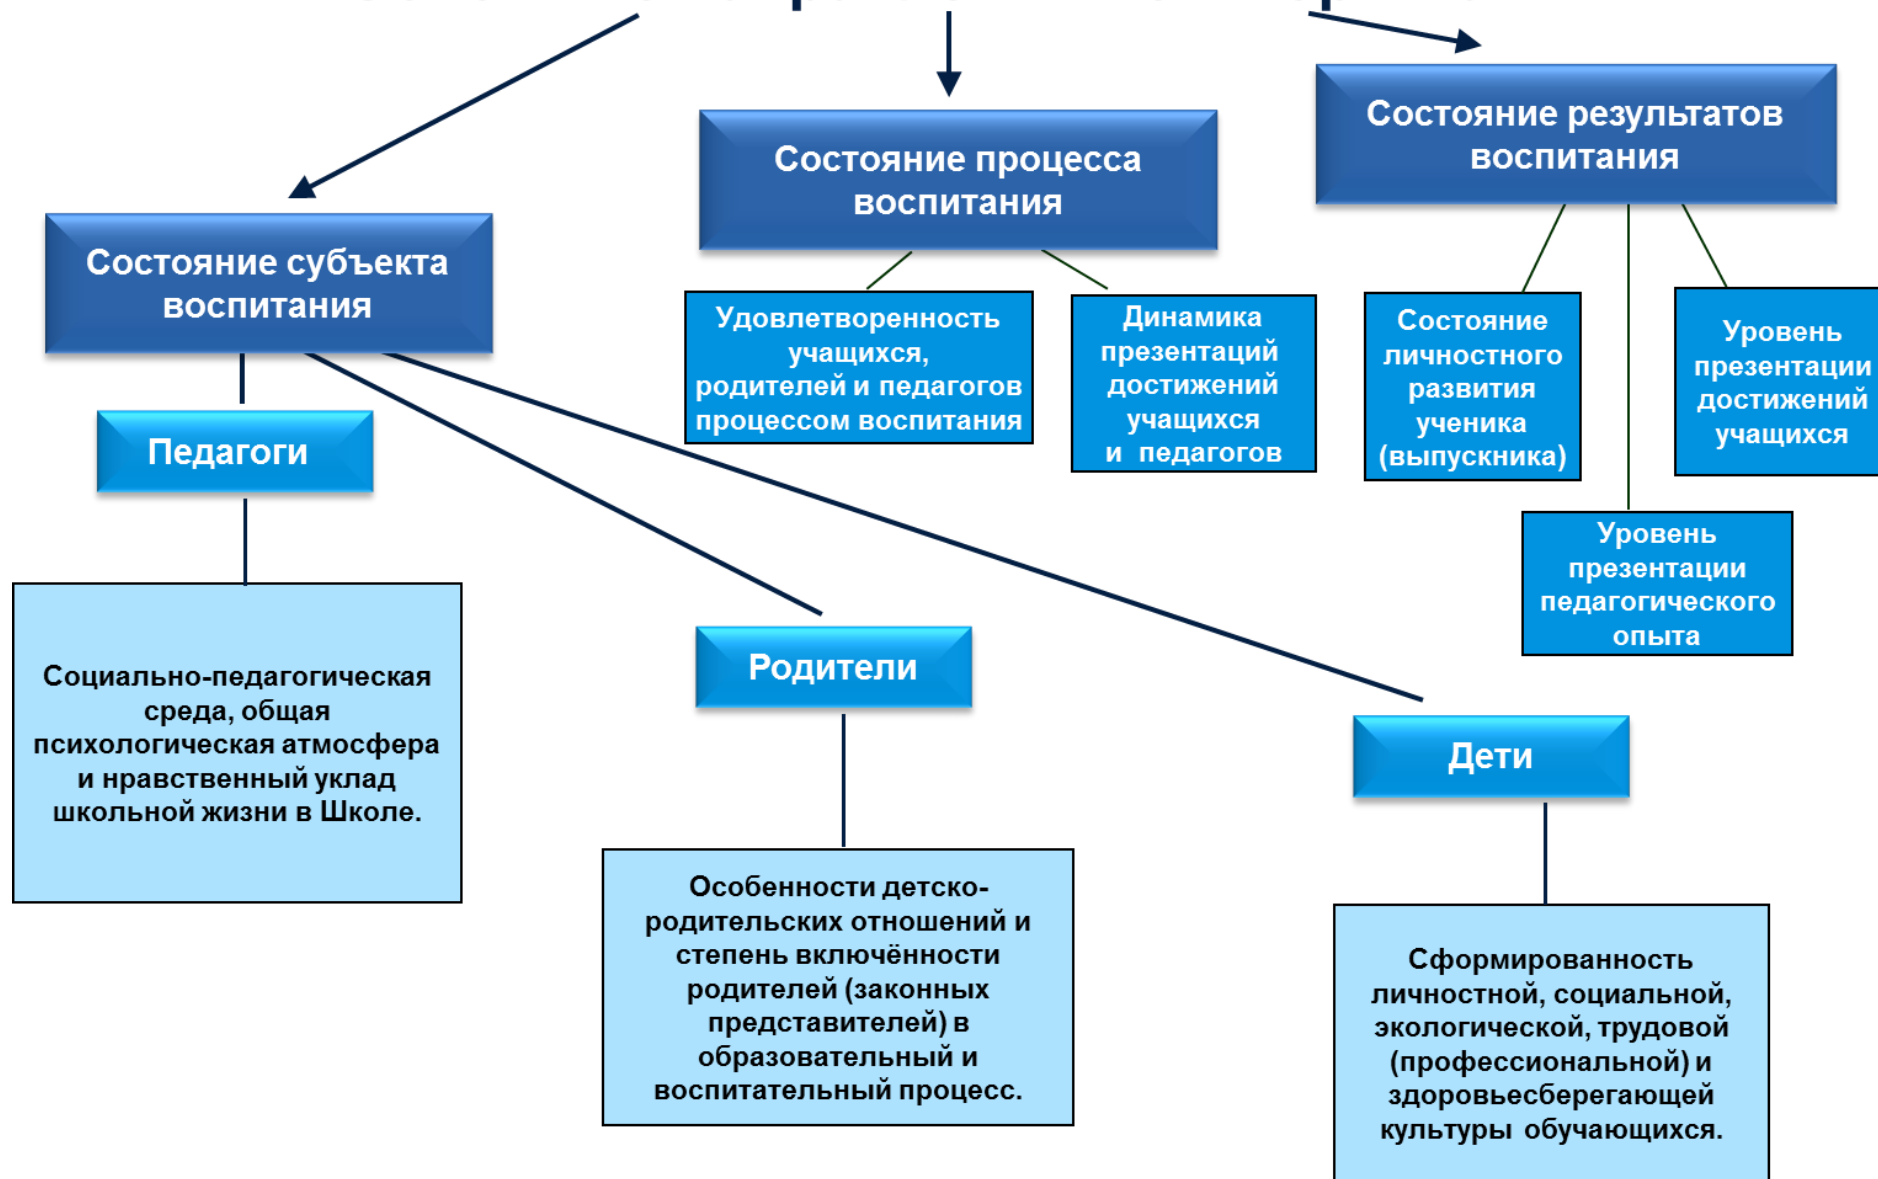 Состояние результатов
воспитания
Состояние процесса
воспитания
Состояние субъекта
воспитания
Удовлетворенность
учащихся,
родителей и педагогов
процессом воспитания
Динамика
презентаций
достижений
учащихся
и педагогов
Состояние
личностного
развития
ученика
(выпускника)
Уровень
презентации
достижений
учащихся
Уровень
презентации
педагогического
опыта
Педагоги
Социально-педагогическая
среда, общая
психологическая атмосфера
и нравственный уклад
школьной жизни в Школе.
Родители
Особенности детско-
родительских отношений и
степень включённости
родителей (законных
представителей) в
образовательный и
воспитательный процесс.
Дети
Сформированность
личностной, социальной,
экологической, трудовой
(профессиональной) и
здоровьесберегающей
культуры обучающихся.